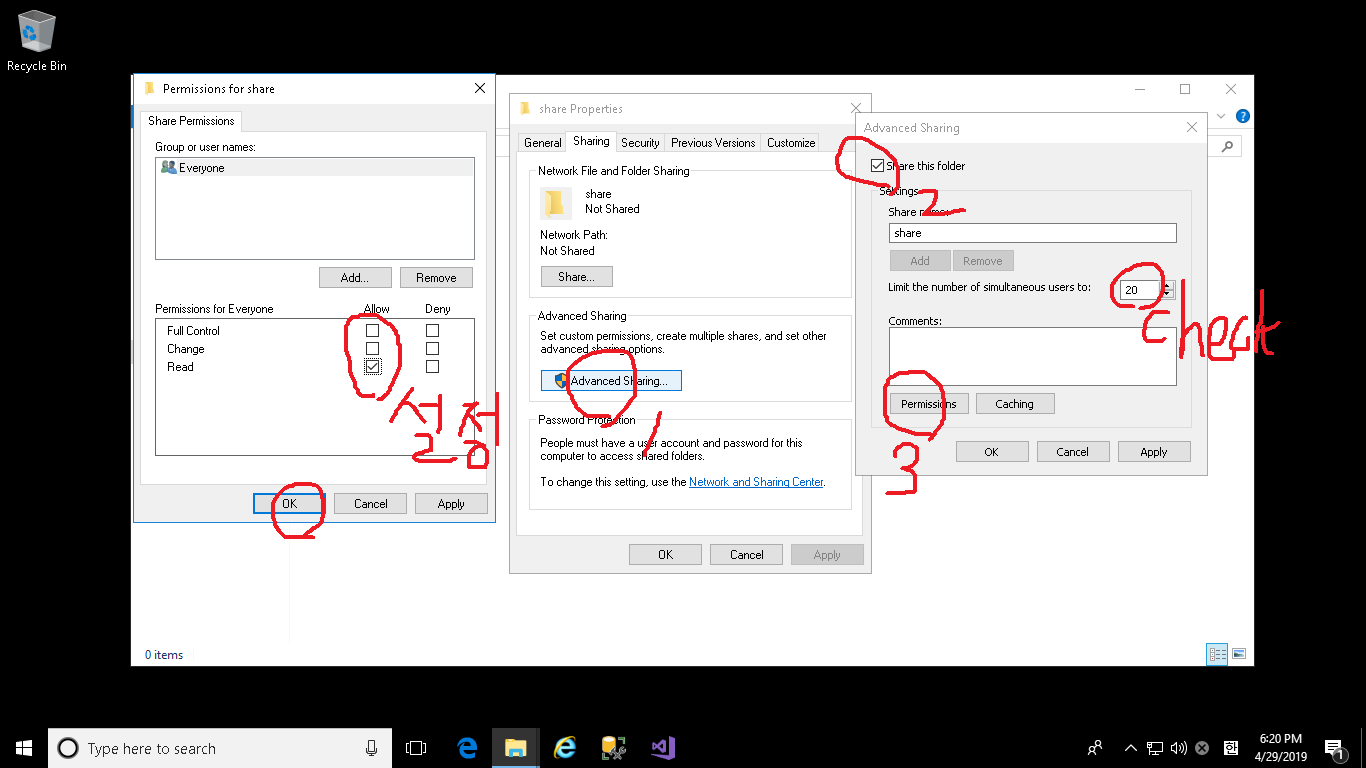 Recycle Bin
Permissions for share
Share Permissions
Group or user names:
Everyone
Add...
Remove
Permissions for Everyone
Allow
Deny
Full Control
Change
Read
설정
OK
Cancel
Apply
share Properties
General
Sharing
Security
Previous Versions
Customize
Network File and Folder Sharing
share
Not Shared
Network Path:
Not Shared
Share...
Advanced Sharing
Set custom permissions, create multiple shares, and set other
advanced sharing options.
Advanced Sharing...
1
Password Protection
People must have a user account and password for this
computer to access shared folders.
To change this setting, use the Network and Sharing Center.
OK
Cancel
Apply
Advanced Sharing
Share this folder
2
Settings
Share name:
share
Add
Remove
Limit the number of simultaneous users to:
20
check
Comments:
Permissions
Caching
3
OK
Cancel
Apply
0 items
Type here to search
한
6:20 PM
4/29/2019
1